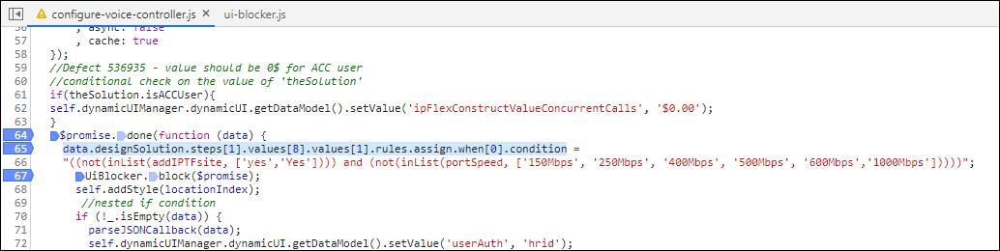 configure-voice-controller.js × ui-blocker.js
56 , async: false
57 , cache: true
58 });
59 //Defect 536935 - value should be 0$ for ACC user
60 //conditional check on the value of 'theSolution'
61 if(theSolution.isACCUser){
62 self.dynamicUIManager.dynamicUI.getDataModel().setValue('ipFlexConstructValueConcurrentCalls', '$0.00');
63 }
64 $promise.done(function (data) {
65 data.designSolution.steps[1].values[8].values[1].rules.assign.when[0].condition =
66 "((not(inList(addIPTFsite, ['yes','Yes']))) and (not(inList(portSpeed, ['150Mbps', '250Mbps', '400Mbps', '500Mbps', '600Mbps','1000Mbps']))))";
67 UiBlocker.block($promise);
68 self.addStyle(locationIndex);
69 //nested if condition
70 if (!_.isEmpty(data)) {
71 parseJSONCallback(data);
72 self.dynamicUIManager.dynamicUI.getDataModel().setValue('userAuth', 'hrid');